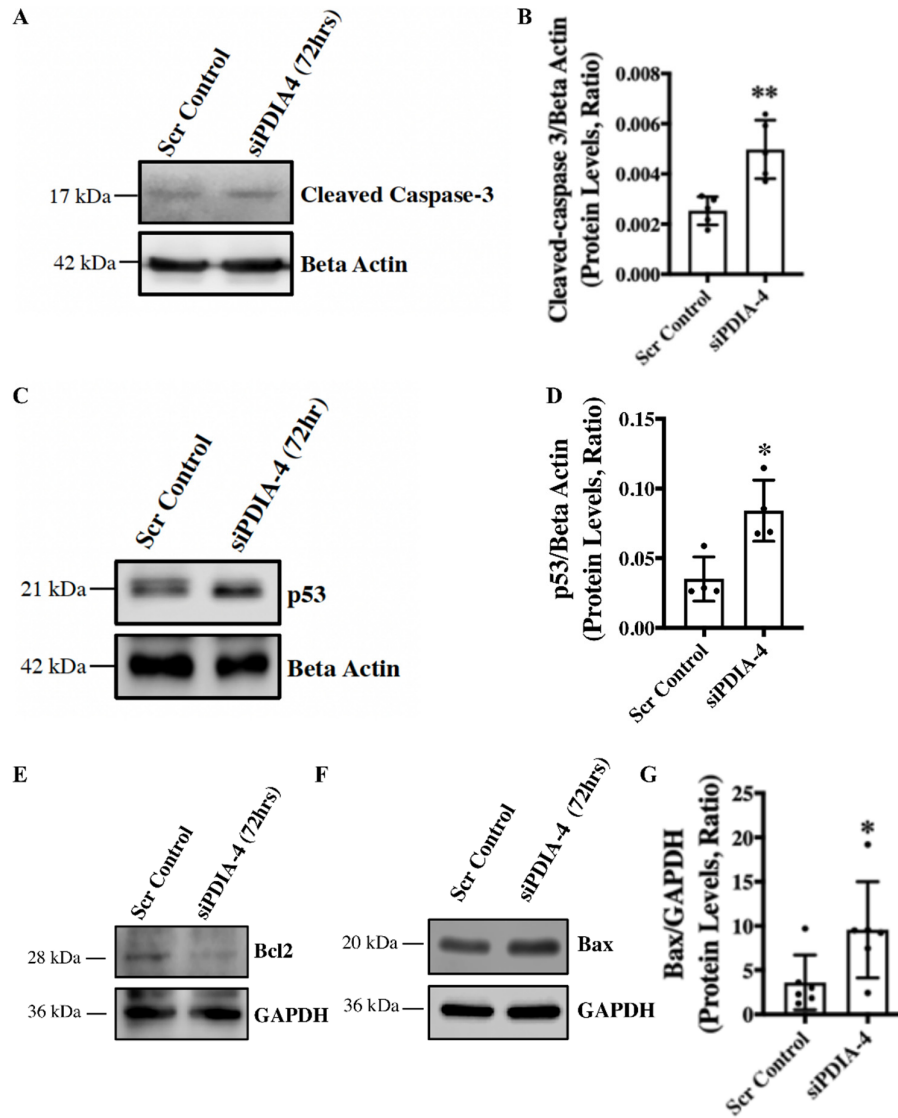 A
Scr Control
siPDIA4 (72hrs)
17 kDa
Cleaved Caspase-3
42 kDa
Beta Actin
B
Cleaved-caspase 3/Beta Actin
(Protein Levels, Ratio)
0.008
0.006
0.004
0.002
0.000
**
Scr Control
siPDIA-4
C
Scr Control
siPDIA-4 (72hr)
21 kDa
p53
42 kDa
Beta Actin
D
p53/Beta Actin
(Protein Levels, Ratio)
0.15
0.10
0.05
0.00
*
Scr Control
siPDIA-4
E
Scr Control
siPDIA-4 (72hrs)
28 kDa
Bcl2
36 kDa
GAPDH
F
Scr Control
siPDIA-4 (72hrs)
20 kDa
Bax
36 kDa
GAPDH
G
Bax/GAPDH
(Protein Levels, Ratio)
25
20
15
10
5
0
*
Scr Control
siPDIA-4